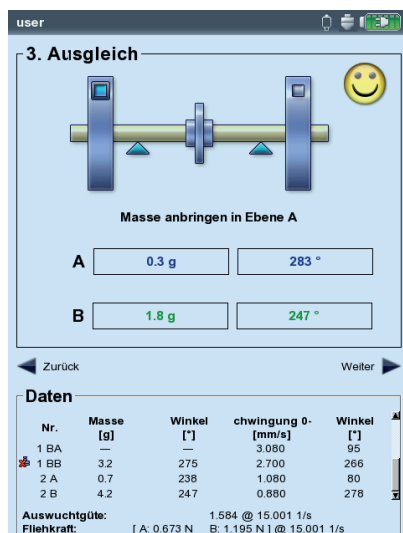 user
3. Ausgleich
Masse anbringen in Ebene A
A 0.3 g 283 °
B 1.8 g 247 °
Zurück Weiter
Daten
Nr. Masse [g] Winkel [°] chwingung 0- [mm/s] Winkel [°]
1 BA — — 3.080 95
1 BB 3.2 275 2.700 266
2 A 0.7 238 1.080 80
2 B 4.2 247 0.880 278
Auswuchtgüte: 1.584 @ 15.001 1/s
Fliehkraft: [ A: 0.673 N B: 1.195 N ] @ 15.001 1/s